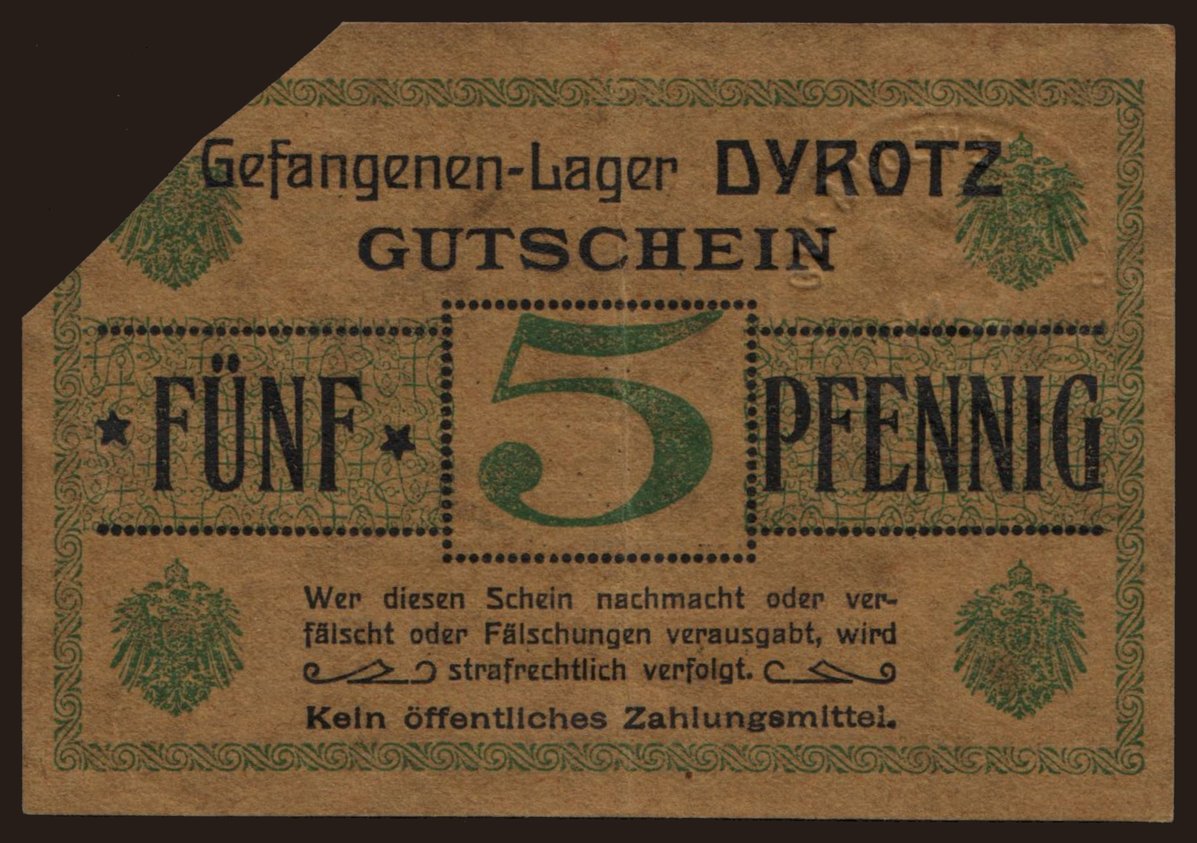 Gefangenen-Lager DYROTZ
GUTSCHEIN
FÜNF 5 PFENNIG
Wer diesen Schein nachmacht oder ver-
fälscht oder Fälschungen verausgabt, wird
strafrechtlich verfolgt.
Kein öffentliches Zahlungsmittel.